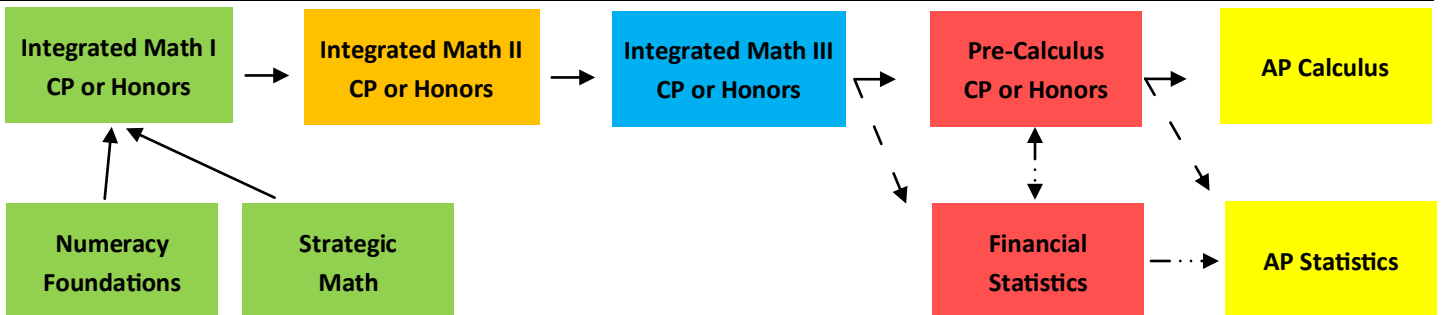 Integrated Math I
CP or Honors
Integrated Math II
CP or Honors
Integrated Math III
CP or Honors
Pre-Calculus
CP or Honors
AP Calculus
Numeracy
Foundations
Strategic
Math
Financial
Statistics
AP Statistics